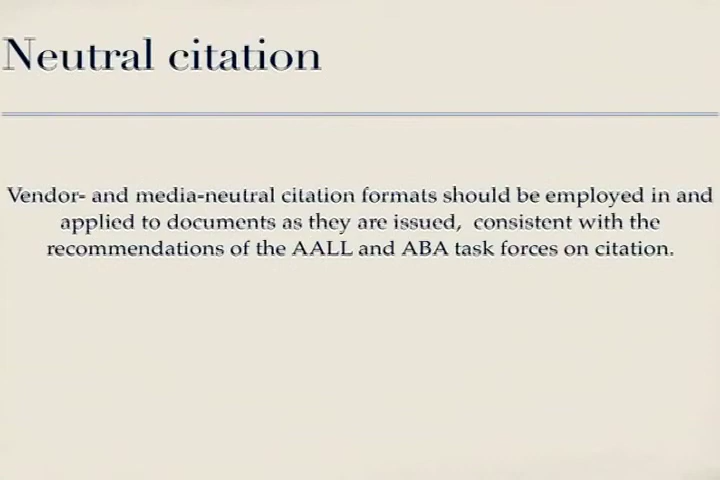 Neutral citation
Vendor- and media-neutral citation formats should be employed in and
applied to documents as they are issued, consistent with the
recommendations of the AALL and ABA task forces on citation.